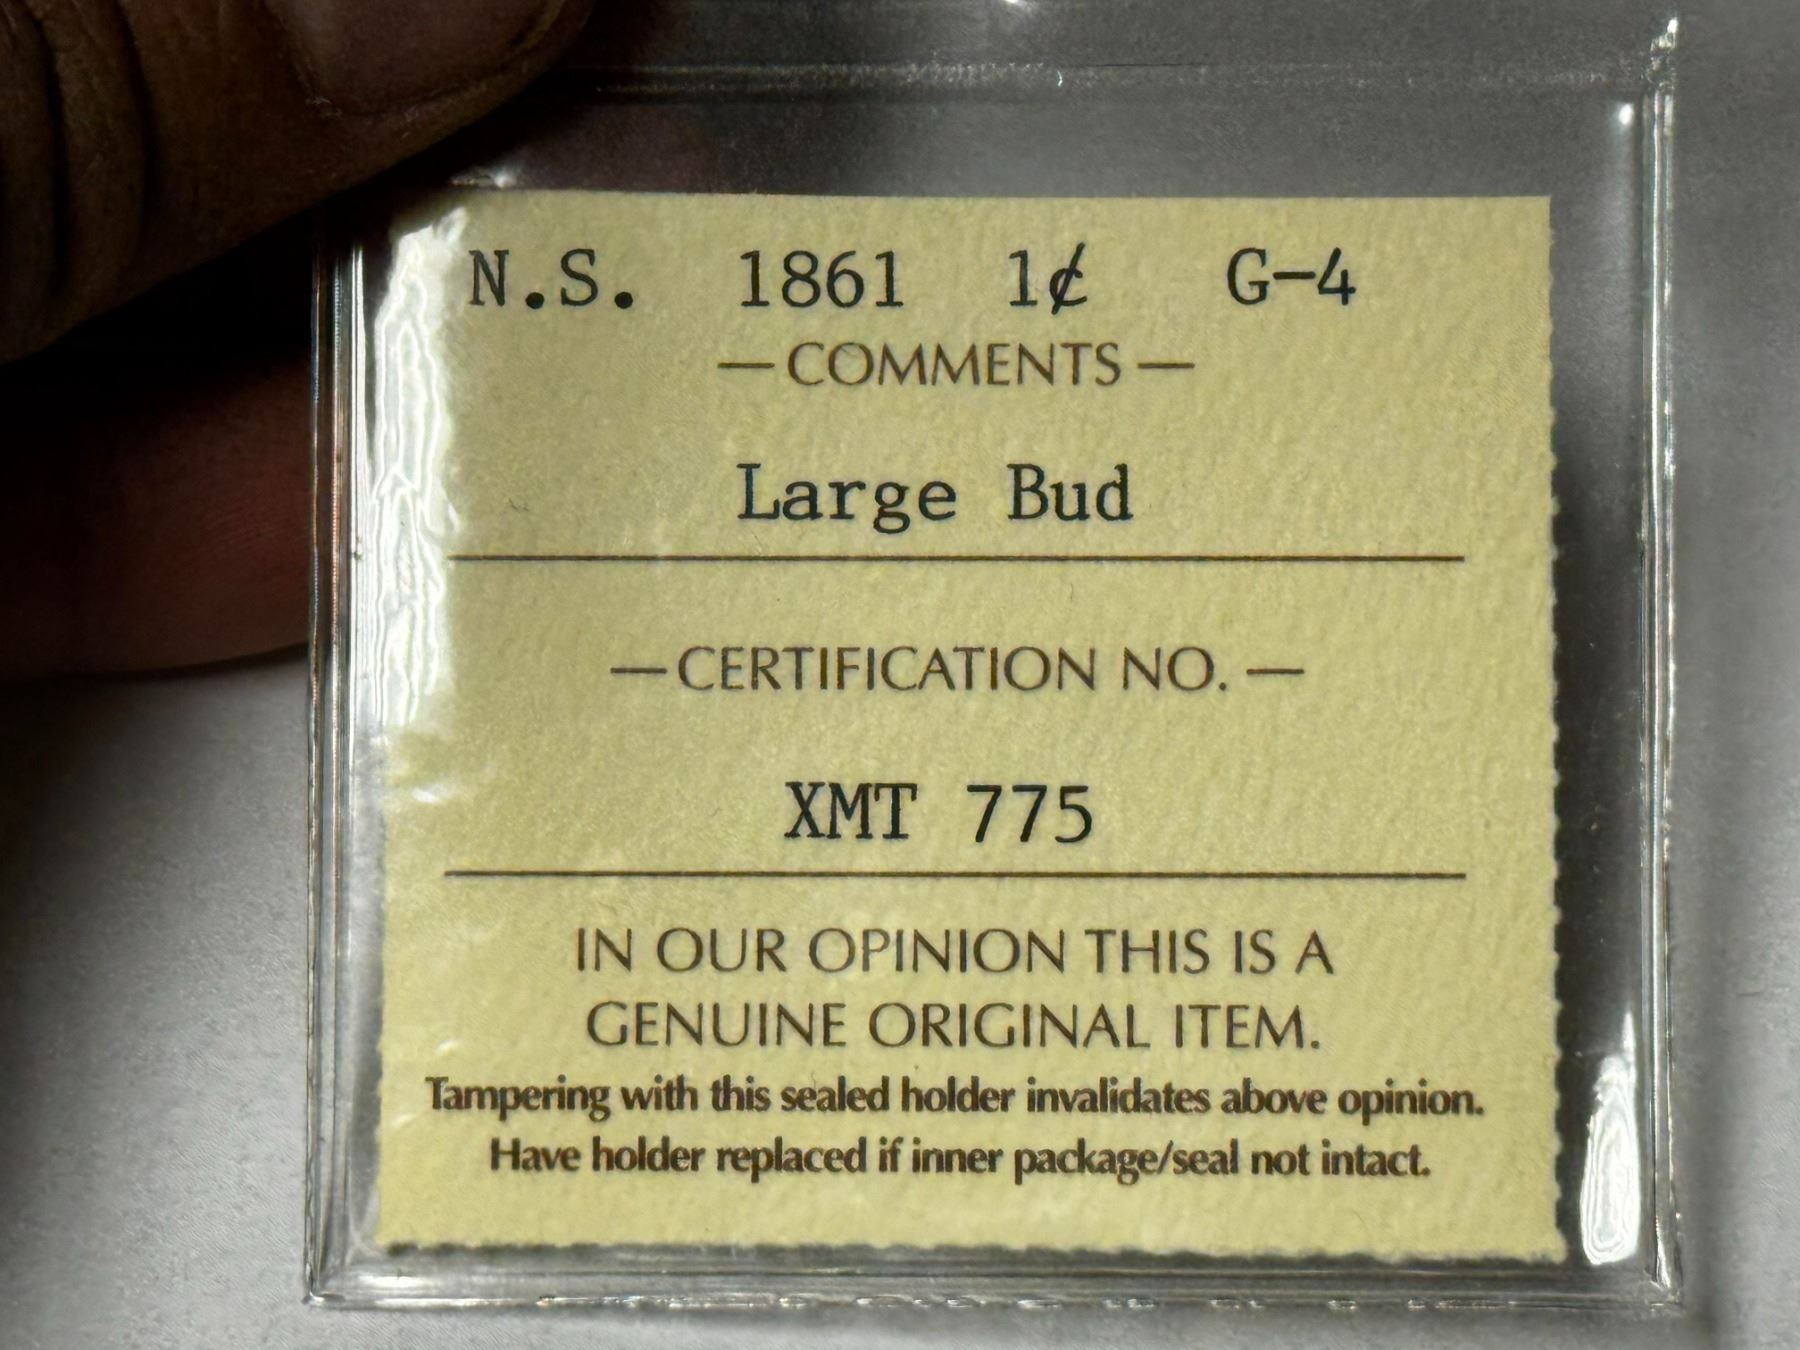 N.S. 1861 1¢ G-4
— COMMENTS —
Large Bud
— CERTIFICATION NO. —
XMT 775
IN OUR OPINION THIS IS A
GENUINE ORIGINAL ITEM.
Tampering with this sealed holder invalidates above opinion.
Have holder replaced if inner package/seal not intact.